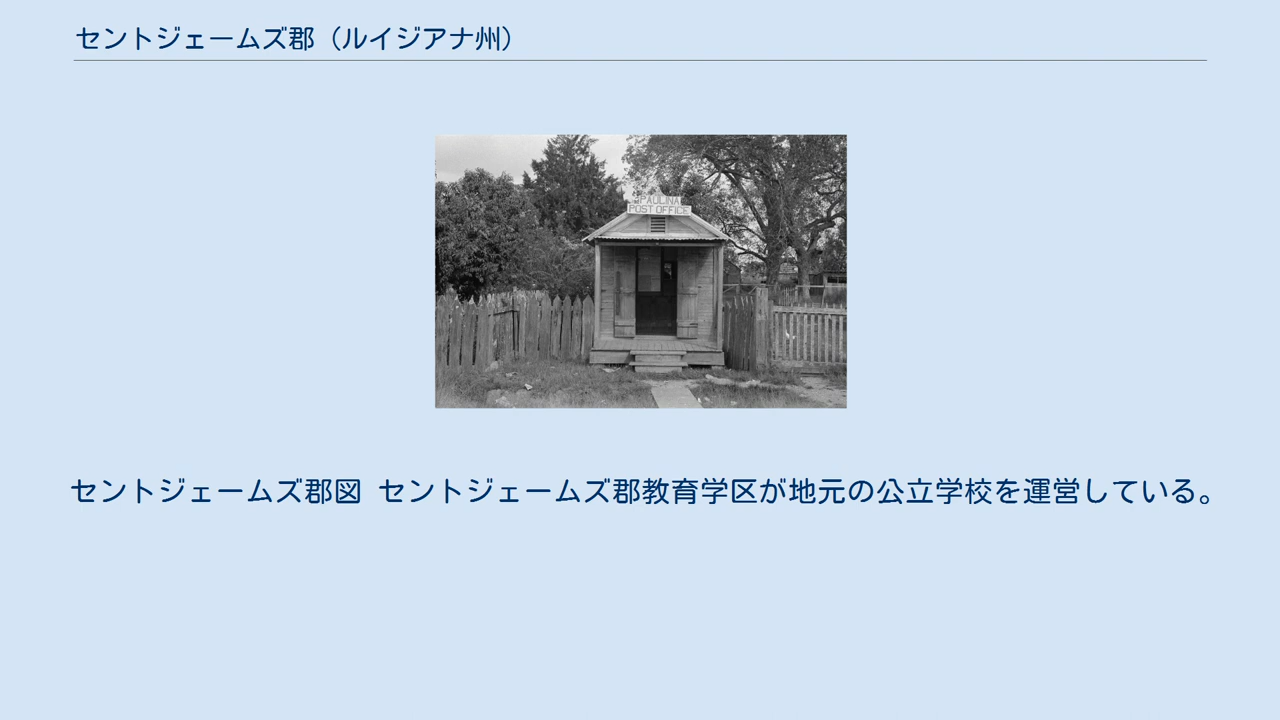 セントジェームズ郡（ルイジアナ州）
PAULINA
POST OFFICE
セントジェームズ郡図 セントジェームズ郡教育学区が地元の公立学校を運営している。